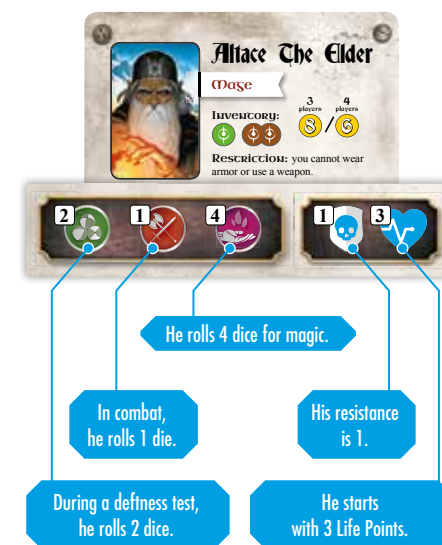 Altace The Elder
Mage
Inventory:
3 players
4 players
8 / 6
Restriction: you cannot wear
armor or use a weapon.
2 1 4 1 3
He rolls 4 dice for magic.
In combat,
he rolls 1 die.
His resistance
is 1.
During a deftness test,
he rolls 2 dice.
He starts
with 3 Life Points.